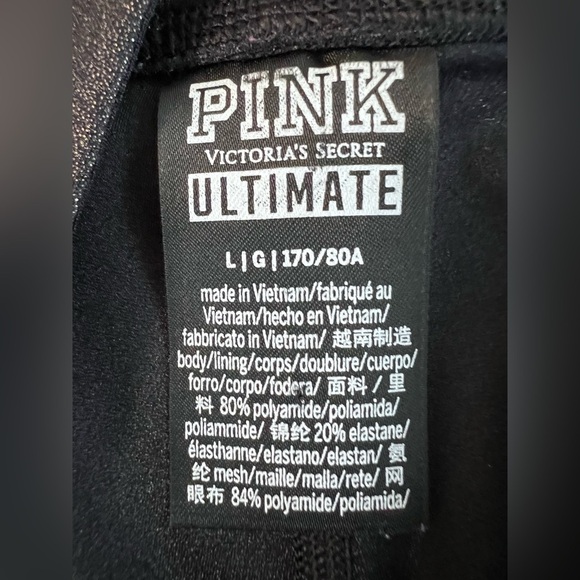 PINK
VICTORIA'S SECRET
ULTIMATE
L | G | 170/80A
made in Vietnam/fabriqué au
Vietnam/hecho en Vietnam/
fabbricato in Vietnam/ 越南制造
body/lining/corps/doublure/cuerpo/
forro/corpo/fodera/ 面料 / 里
料 80% polyamide/poliamida/
poliammide/ 锦纶 20% elastane/
élasthanne/elastano/elastan/ 氨
纶 mesh/maille/malla/rete/ 网
眼布 84% polyamide/poliamida/